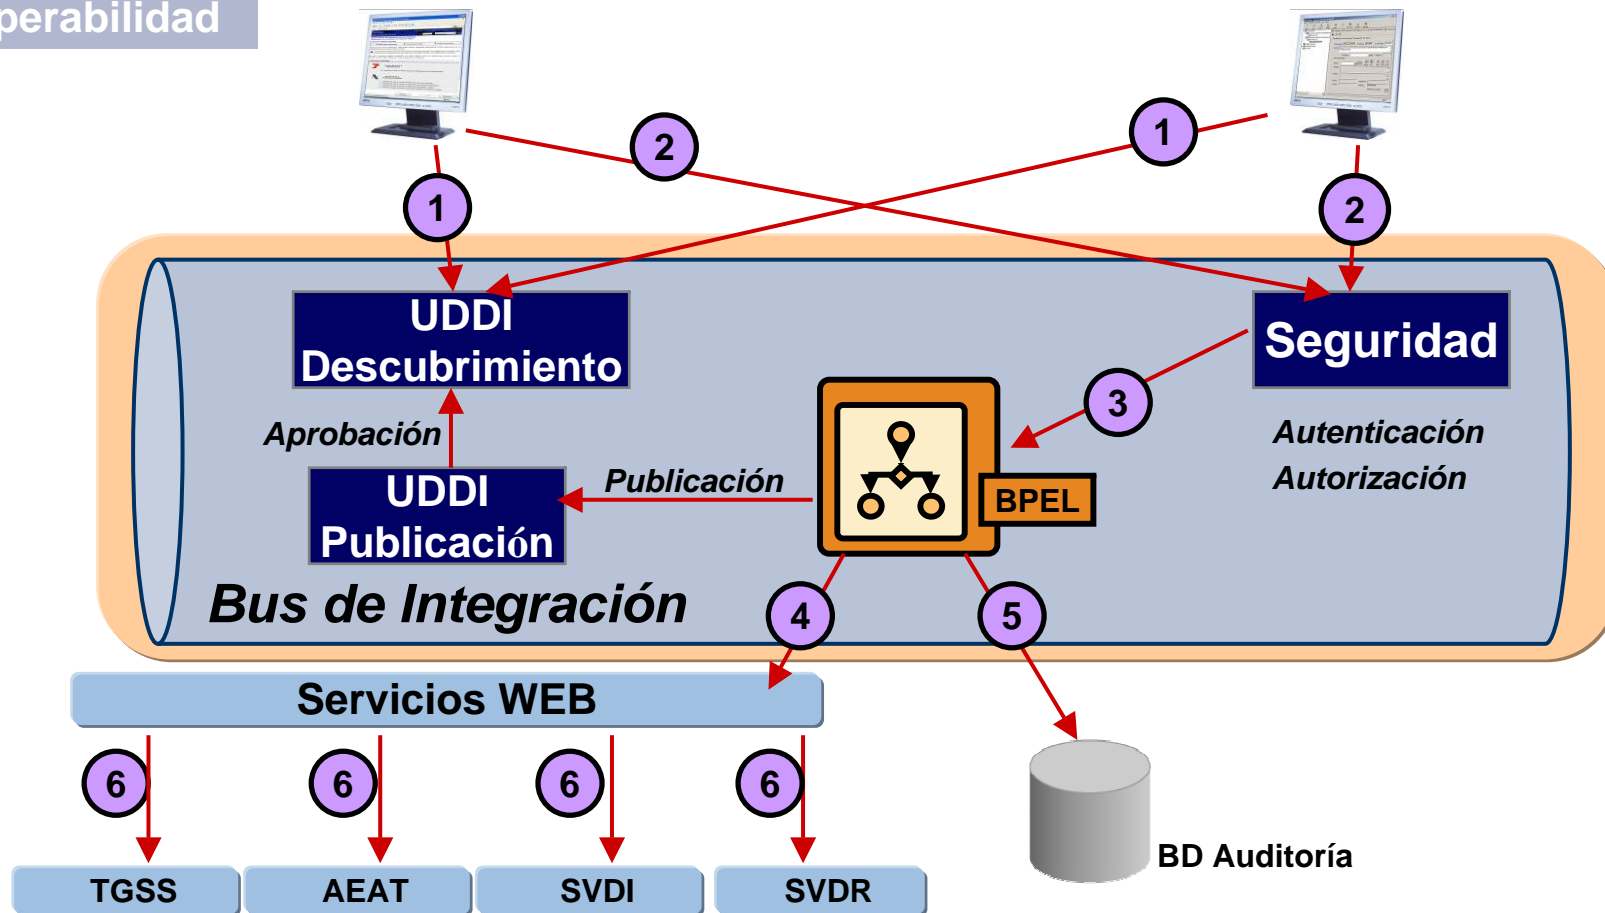 perabilidad
2
1
1
2
UDDI
Descubrimiento
Seguridad
3
Aprobación
Autenticación
Autorización
UDDI
Publicación
Publicación
BPEL
Bus de Integración
4
5
Servicios WEB
6
6
6
6
BD Auditoría
TGSS
AEAT
SVDI
SVDR